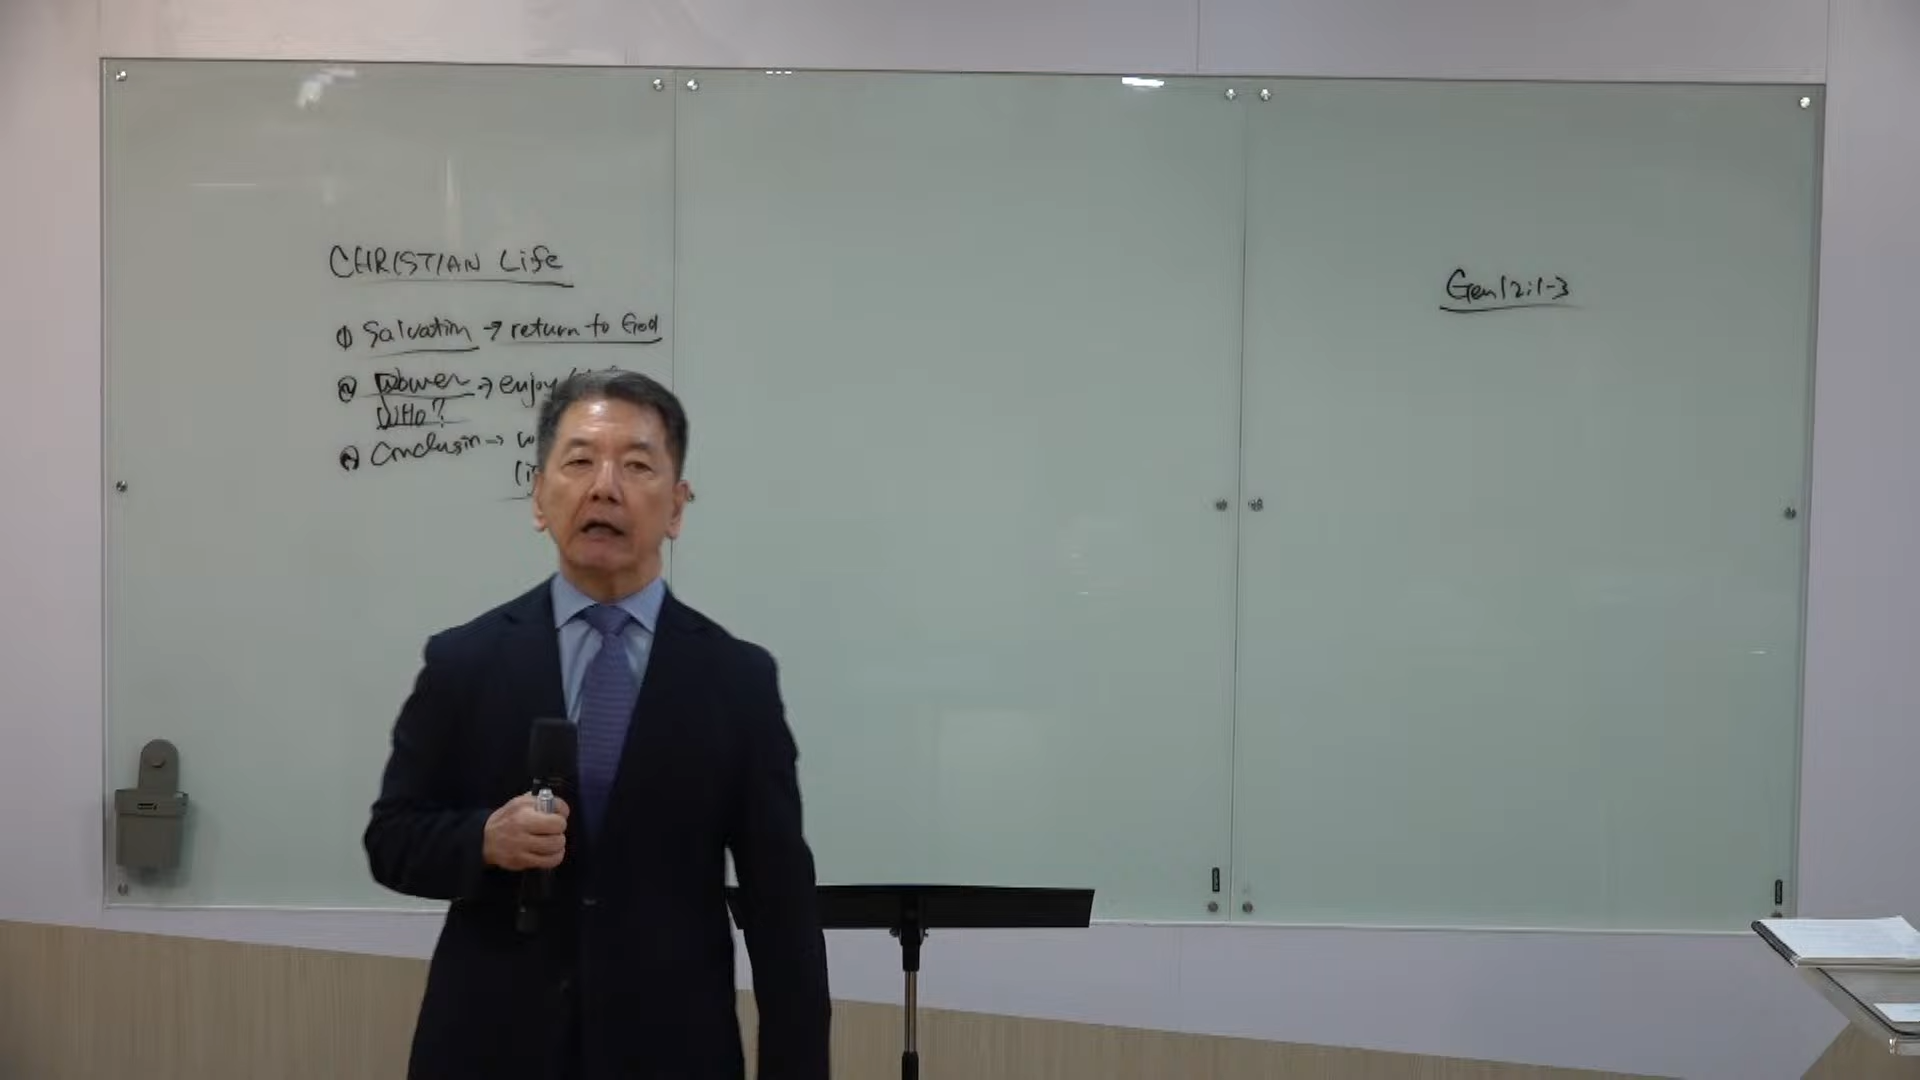 CHRISTIAN Life
① Salvation → return to God
② Power → enjoy
WHO?
③ Conclusion →
Gen 12:1-3